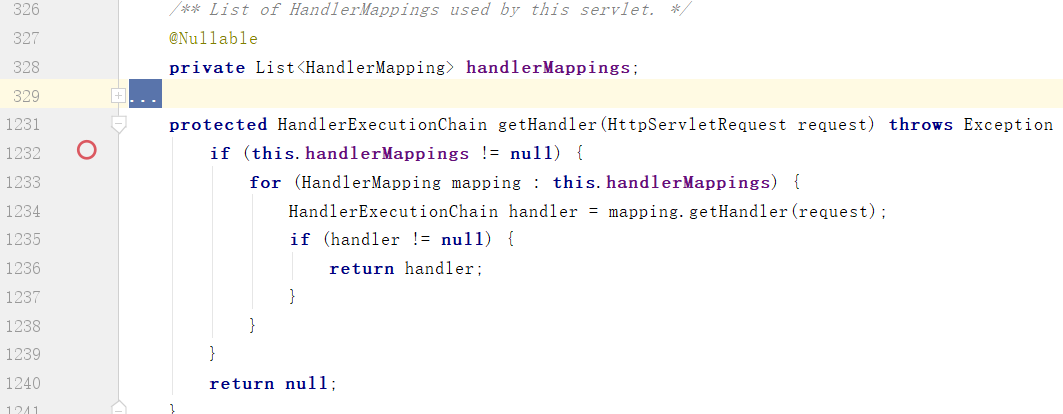 326 /** List of HandlerMappings used by this servlet. */
327 @Nullable
328 private List<HandlerMapping> handlerMappings;
329 ...
1231 protected HandlerExecutionChain getHandler(HttpServletRequest request) throws Exception
1232 if (this.handlerMappings != null) {
1233 for (HandlerMapping mapping : this.handlerMappings) {
1234 HandlerExecutionChain handler = mapping.getHandler(request);
1235 if (handler != null) {
1236 return handler;
1237 }
1238 }
1239 }
1240 return null;
1241 }